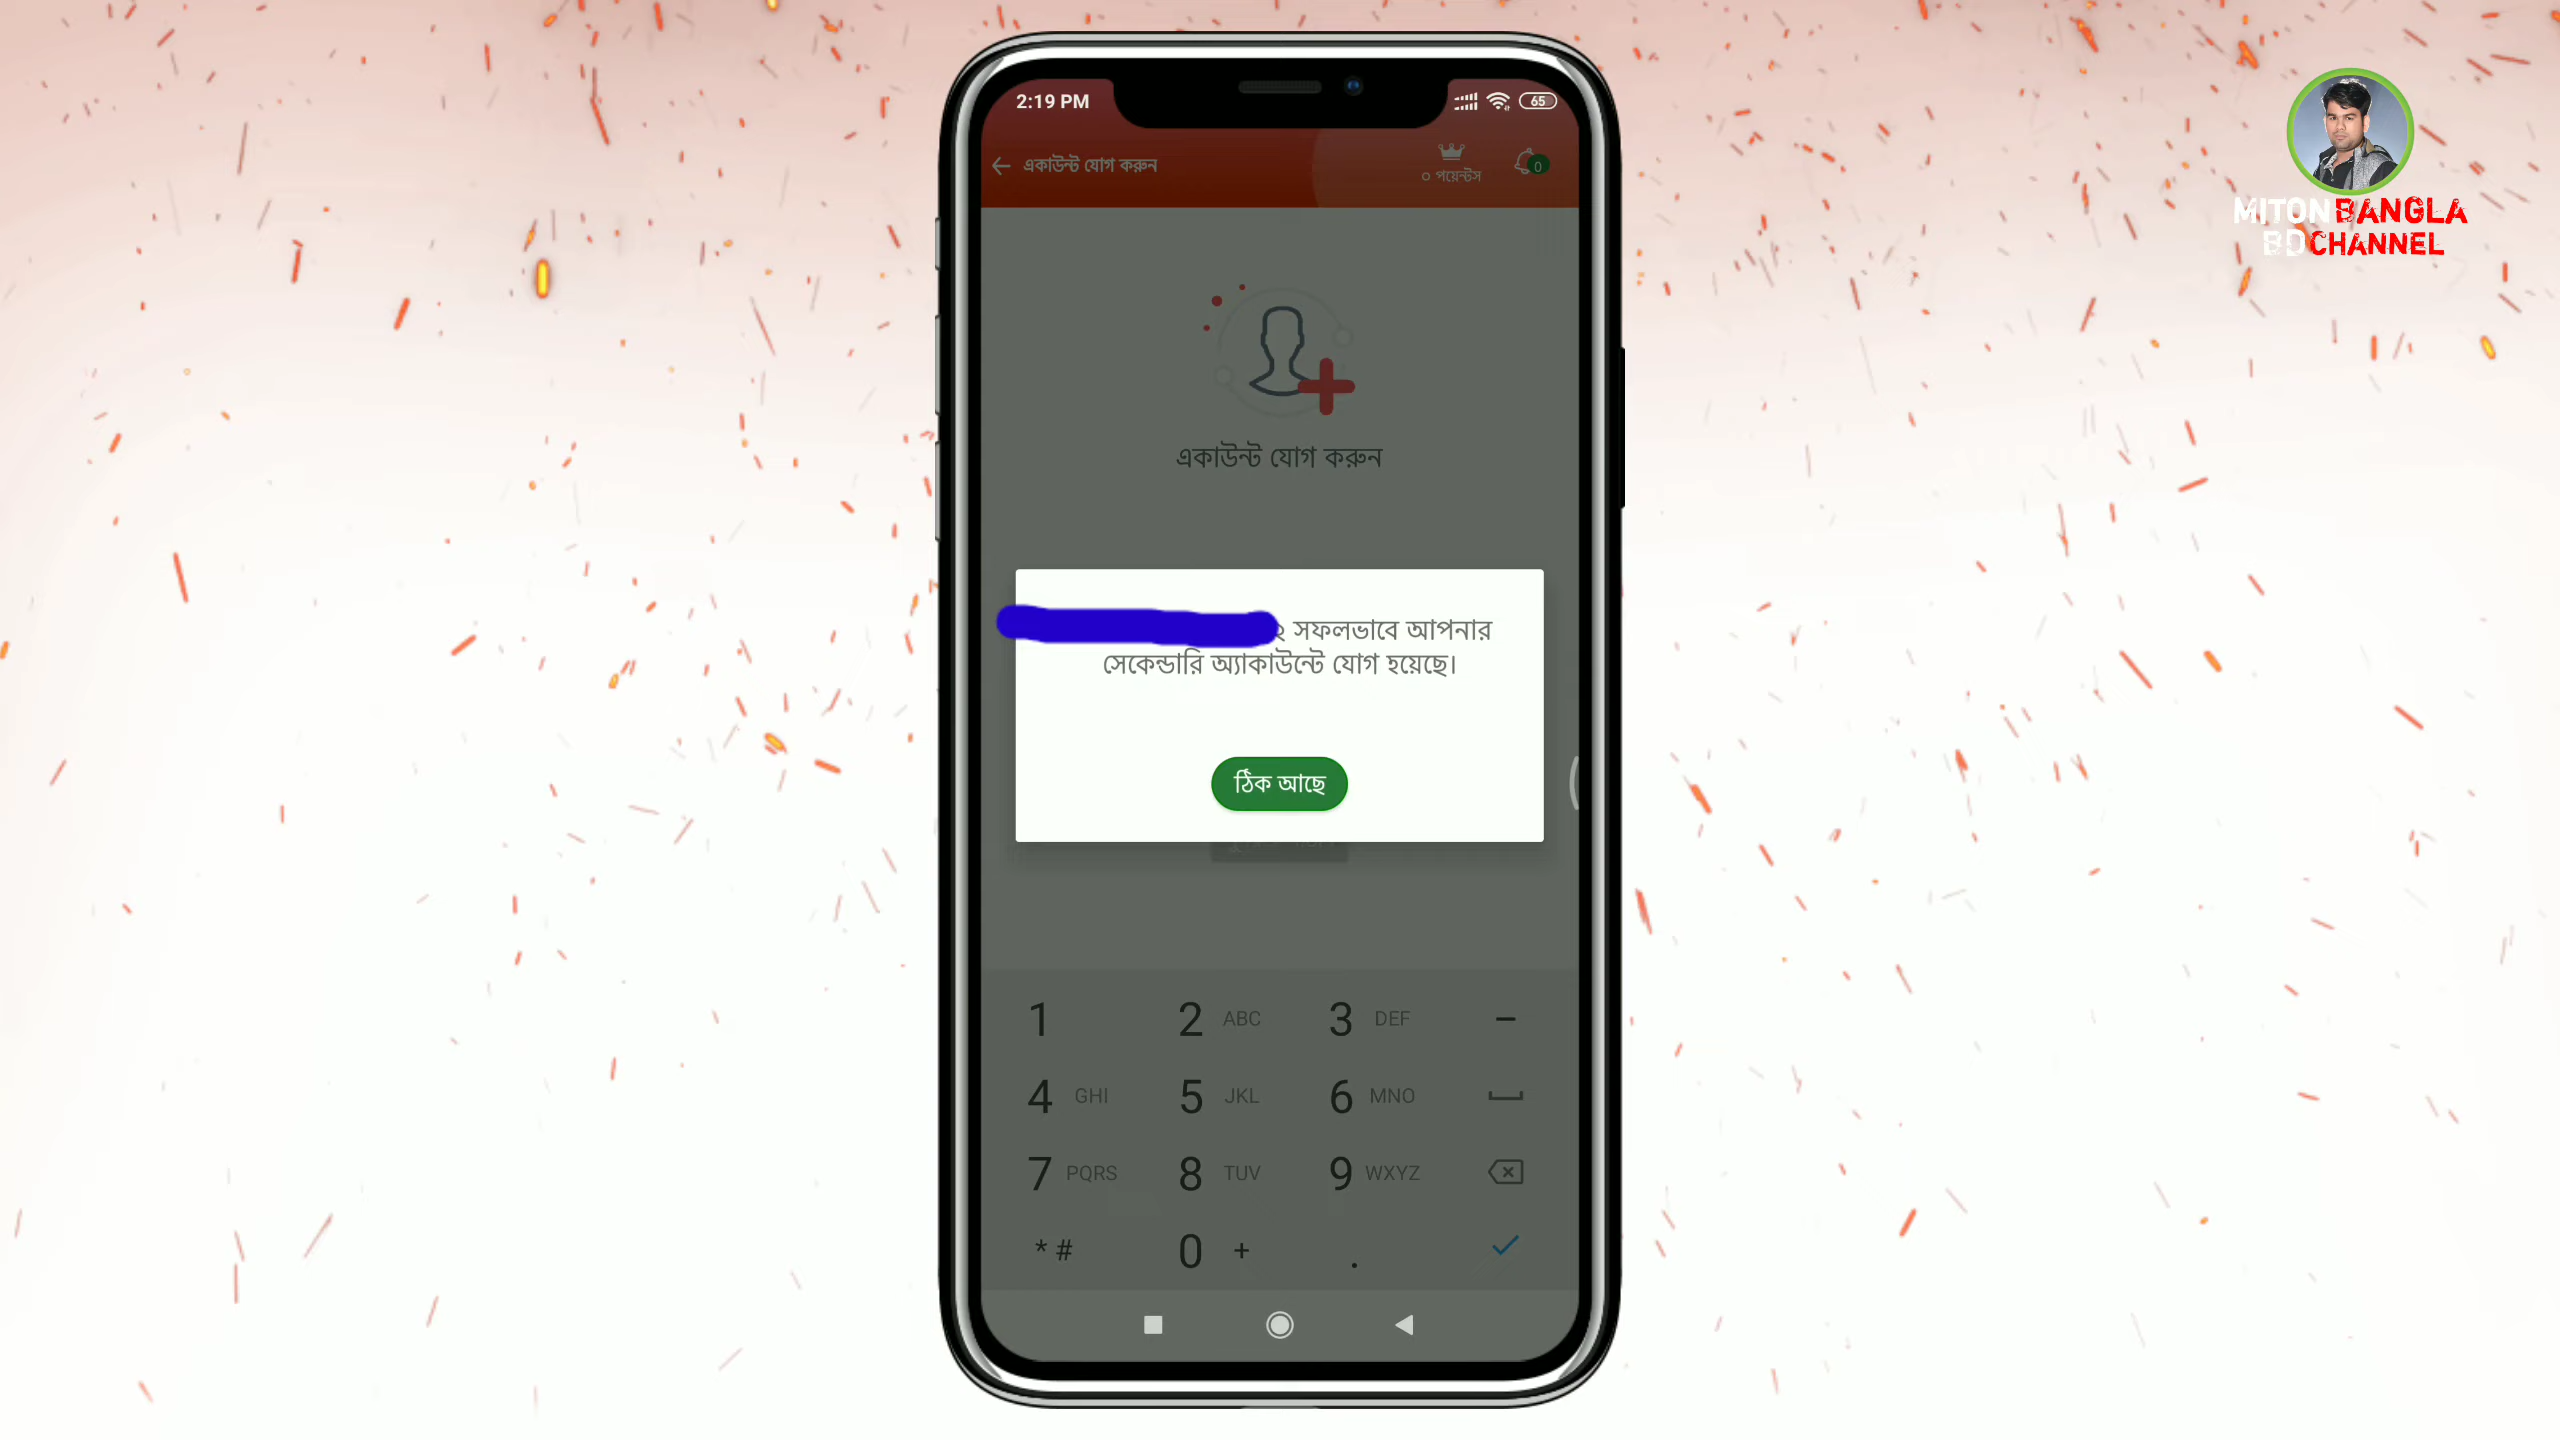 2:19 PM
65
একাউন্ট যোগ করুন
০ পয়েন্টস
0
MITON BANGLA
BD CHANNEL
একাউন্ট যোগ করুন
২ সফলভাবে আপনার
সেকেন্ডারি অ্যাকাউন্টে যোগ হয়েছে।
ঠিক আছে
1 2 ABC 3 DEF -
4 GHI 5 JKL 6 MNO
7 PQRS 8 TUV 9 WXYZ
* # 0 + .